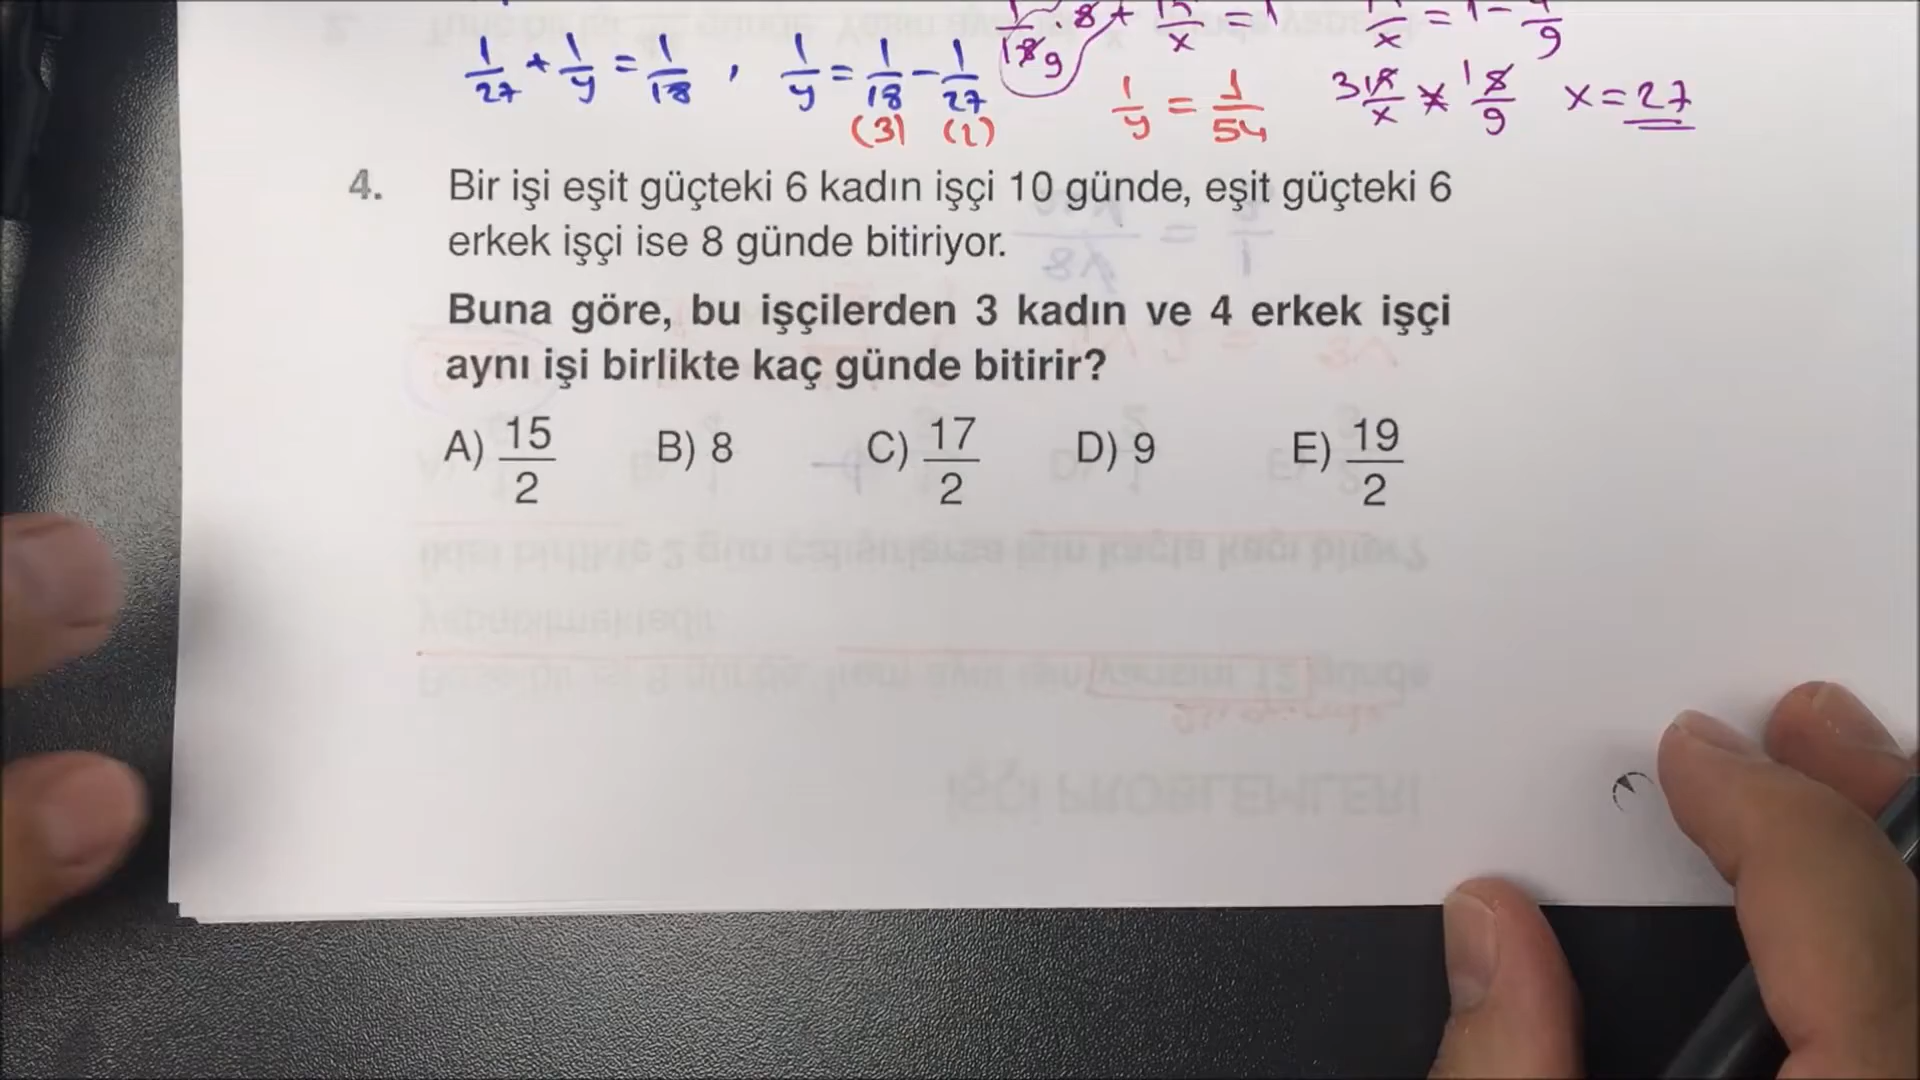 1/27 + 1/y = 1/18 , 1/y = 1/18 - 1/27
(3) (2)
1/y = 1/54
x = 27
4. Bir işi eşit güçteki 6 kadın işçi 10 günde, eşit güçteki 6
erkek işçi ise 8 günde bitiriyor.
Buna göre, bu işçilerden 3 kadın ve 4 erkek işçi
aynı işi birlikte kaç günde bitirir?
A) 15/2 B) 8 C) 17/2 D) 9 E) 19/2